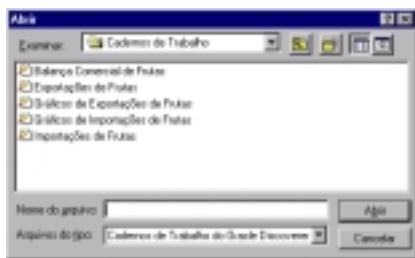 Abrir
Examinar: Cadernos de Trabalho
Balança Comercial de Frutas
Exportações de Frutas
Gráficos de Exportações de Frutas
Gráficos de Importações de Frutas
Importações de Frutas
Nome do arquivo: Abrir
Arquivos do tipo: Cadernos de Trabalho do Oracle Discoverer Cancelar